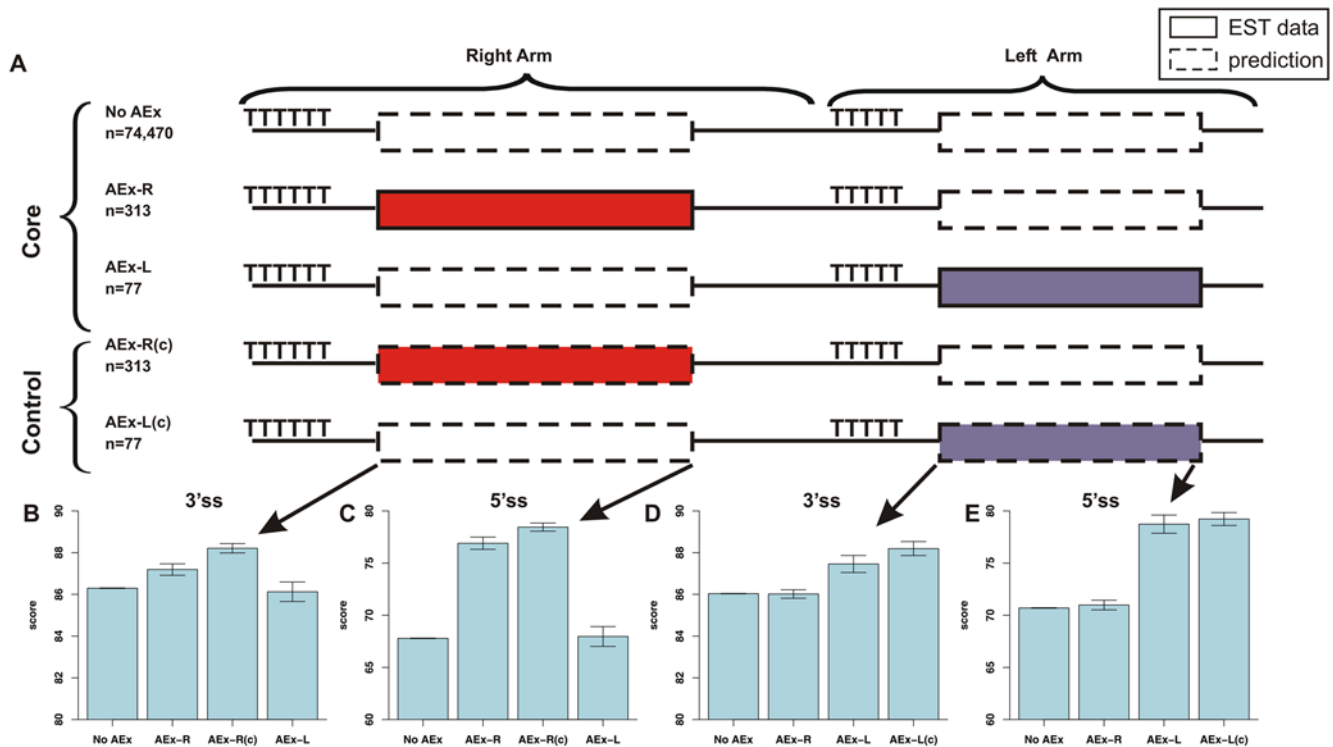 EST data
prediction
A
Right Arm
Left Arm
Core
No AEx
n=74,470
TTTTTT
TTTTT
AEx-R
n=313
TTTTTT
TTTTT
AEx-L
n=77
TTTTTT
TTTTT
Control
AEx-R(c)
n=313
TTTTTT
TTTTT
AEx-L(c)
n=77
TTTTTT
TTTTT
B
3'ss
score
90
88
86
84
82
80
No AEx AEx-R AEx-R(c) AEx-L
C
5'ss
score
80
75
70
65
60
No AEx AEx-R AEx-R(c) AEx-L
D
3'ss
score
90
88
86
84
82
80
No AEx AEx-R AEx-L AEx-L(c)
E
5'ss
score
80
75
70
65
60
No AEx AEx-R AEx-L AEx-L(c)